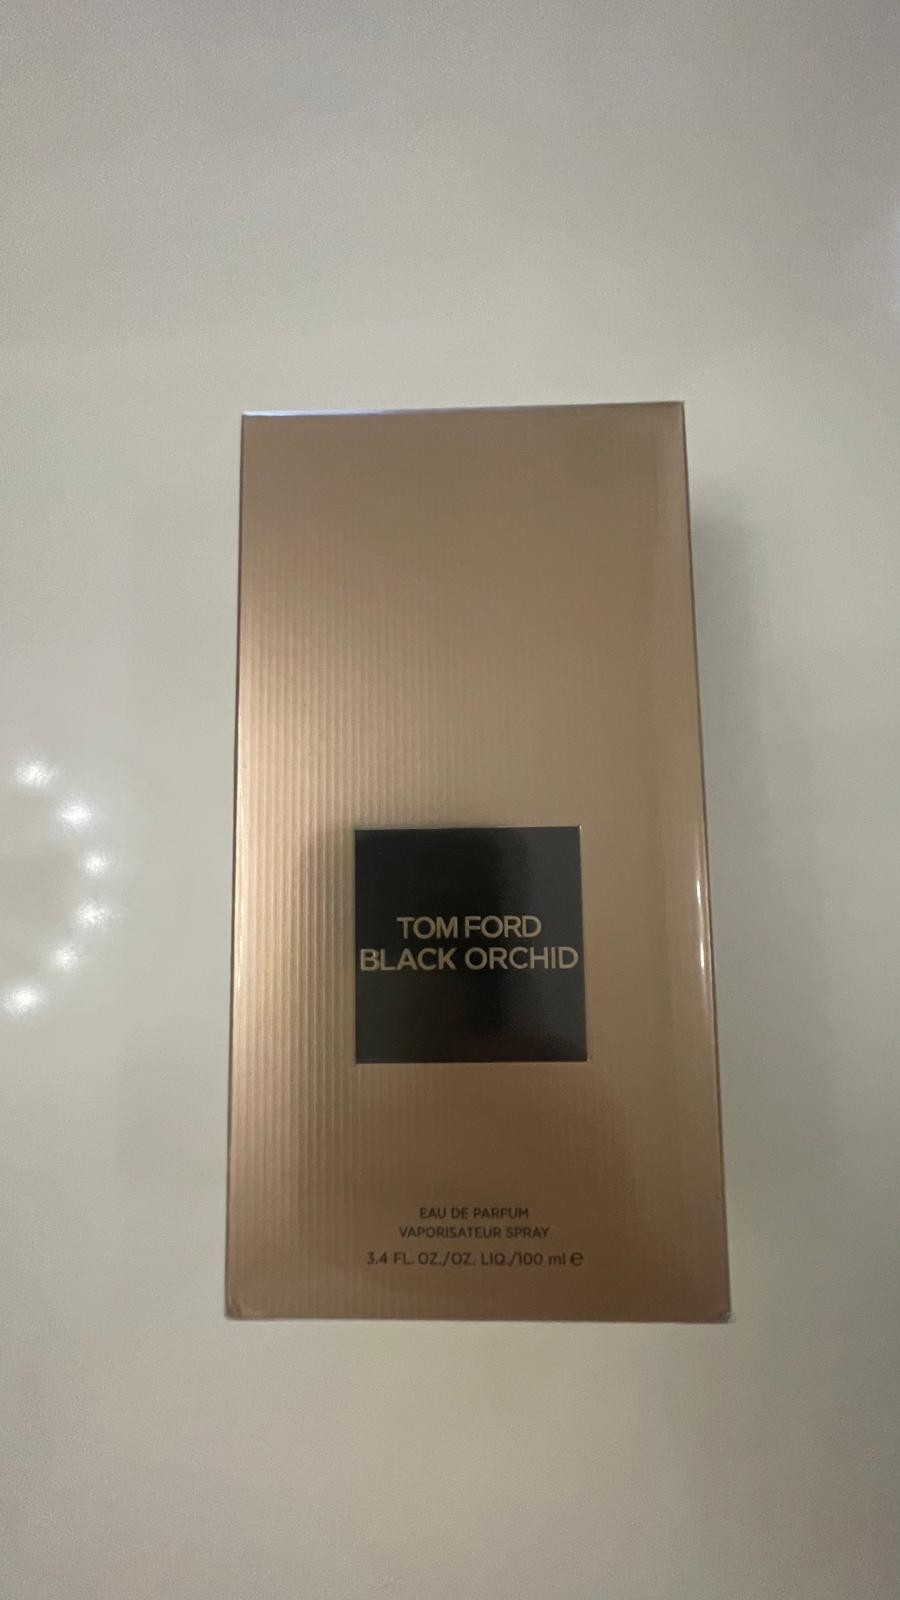 TOM FORD
BLACK ORCHID
EAU DE PARFUM
VAPORISATEUR SPRAY
3.4 FL. OZ./OZ. LIQ./100 ml ℮